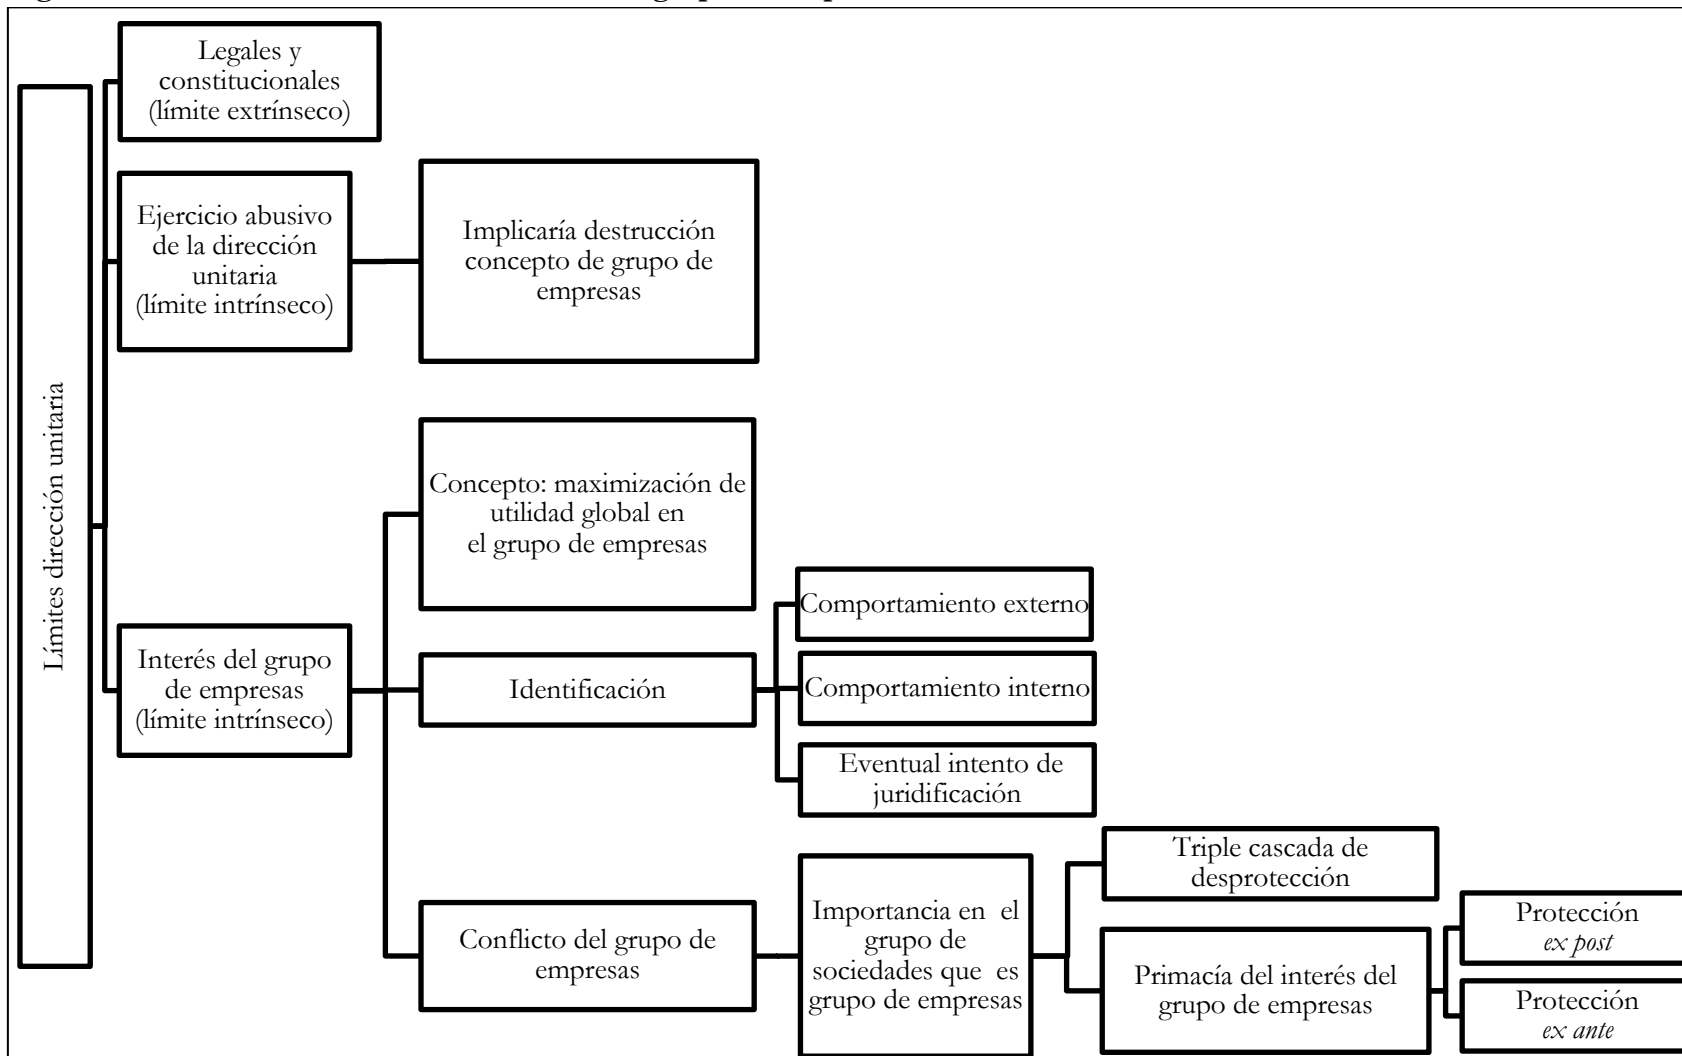 Límites dirección unitaria
Legales y
constitucionales
(límite extrínseco)
Ejercicio abusivo
de la dirección
unitaria
(límite intrínseco)
Implicaría destrucción
concepto de grupo de
empresas
Interés del grupo
de empresas
(límite intrínseco)
Concepto: maximización de
utilidad global en
el grupo de empresas
Identificación
Comportamiento externo
Comportamiento interno
Eventual intento de
juridificación
Conflicto del grupo de
empresas
Importancia en el
grupo de
sociedades que es
grupo de empresas
Triple cascada de
desprotección
Primacía del interés del
grupo de empresas
Protección
ex post
Protección
ex ante